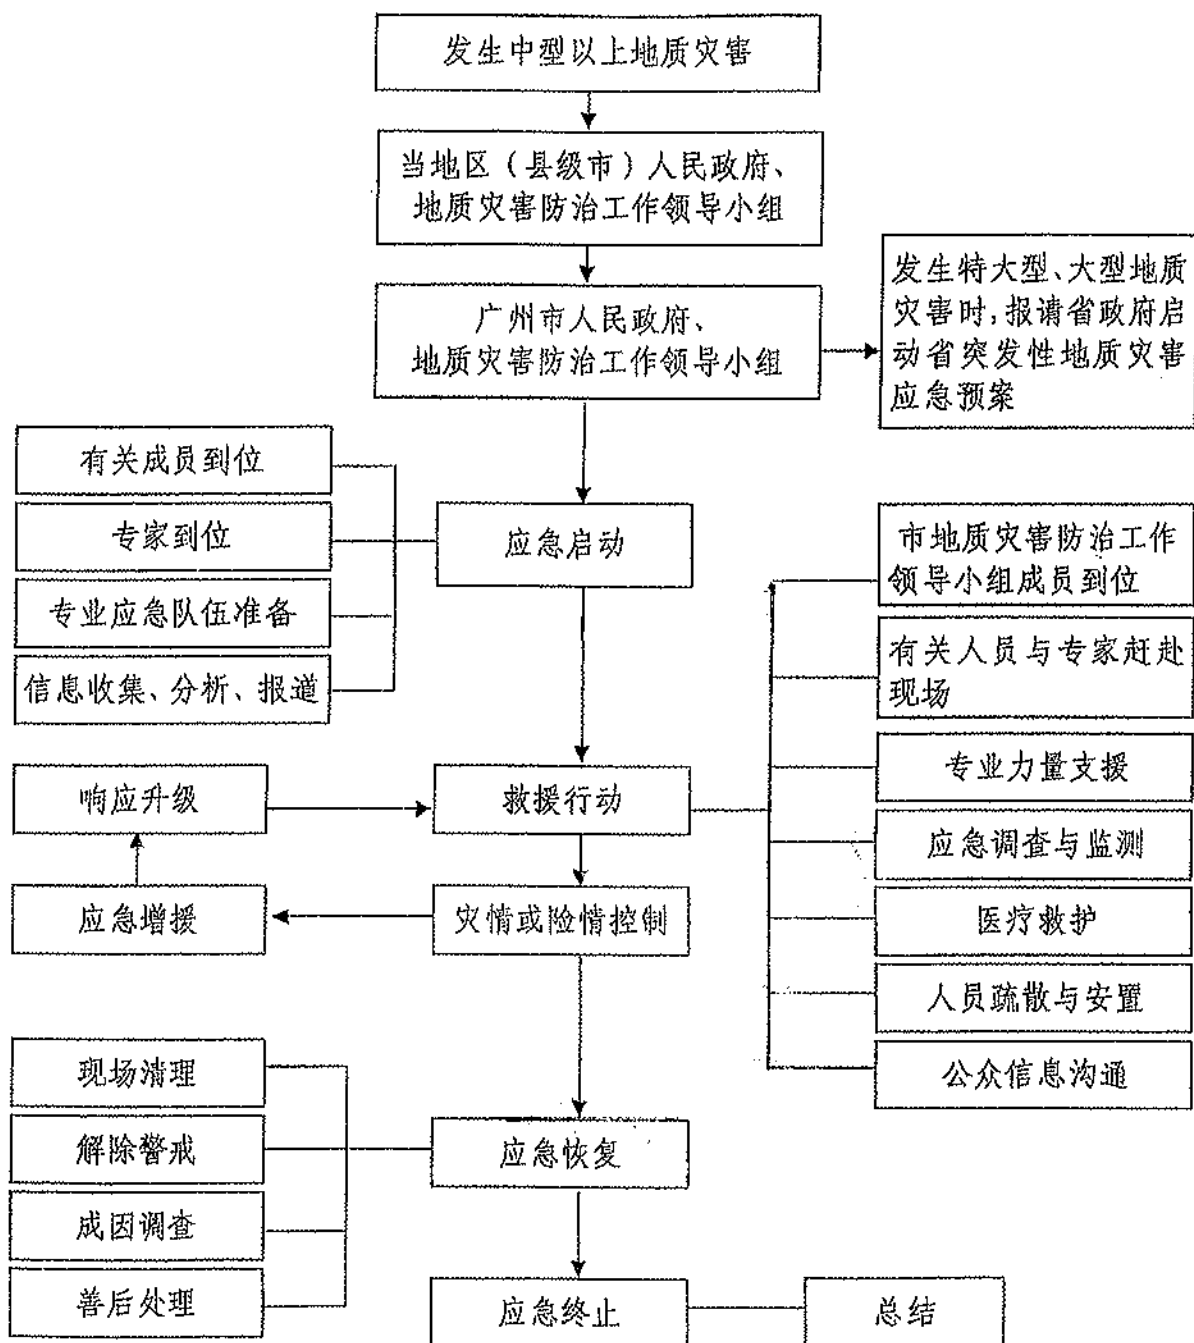 发生中型以上地质灾害
当地区（县级市）人民政府、
地质灾害防治工作领导小组
广州市人民政府、
地质灾害防治工作领导小组
发生特大型、大型地质
灾害时,报请省政府启
动省突发性地质灾害
应急预案
有关成员到位
专家到位
专业应急队伍准备
信息收集、分析、报道
应急启动
市地质灾害防治工作
领导小组成员到位
有关人员与专家赶赴
现场
专业力量支援
应急调查与监测
医疗救护
人员疏散与安置
公众信息沟通
响应升级
救援行动
应急增援
灾情或险情控制
现场清理
解除警戒
成因调查
善后处理
应急恢复
应急终止
总结